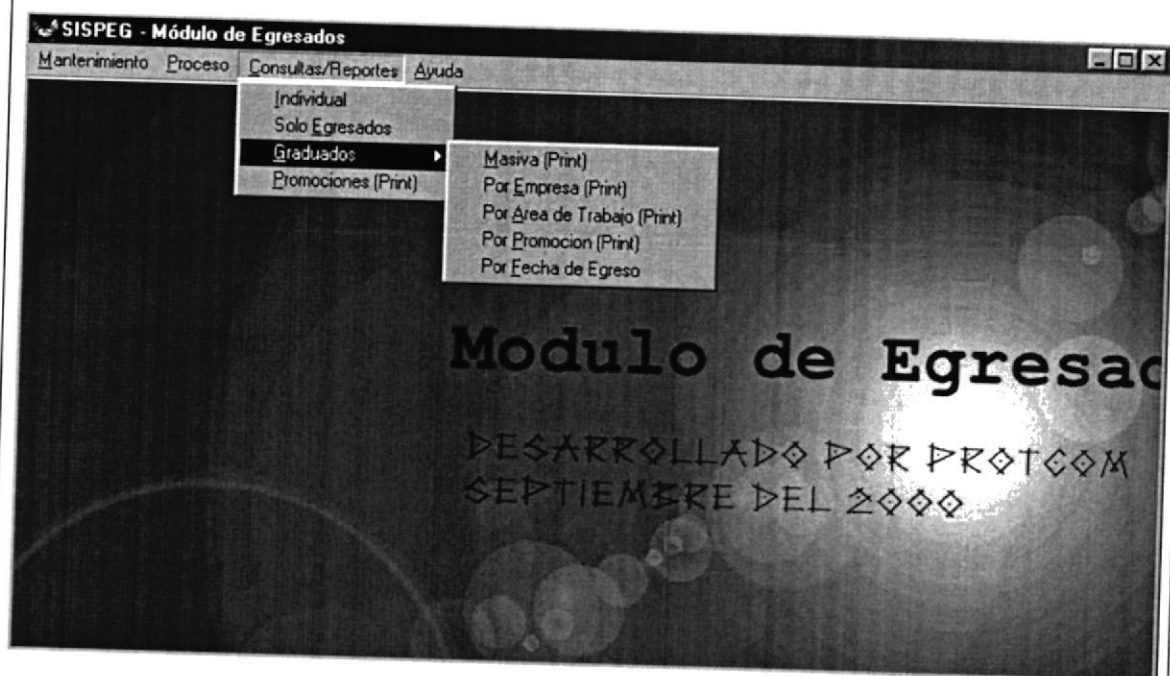 SISPEG - Módulo de Egresados
Mantenimiento Proceso Consultas/Reportes Ayuda
Individual
Solo Egresados
Graduados
Promociones (Print)
Masiva (Print)
Por Empresa (Print)
Por Area de Trabajo (Print)
Por Promocion (Print)
Por Fecha de Egreso
Modulo de Egresad
DESARROLLADO POR PROTCOM
SEPTIEMBRE DEL 2000